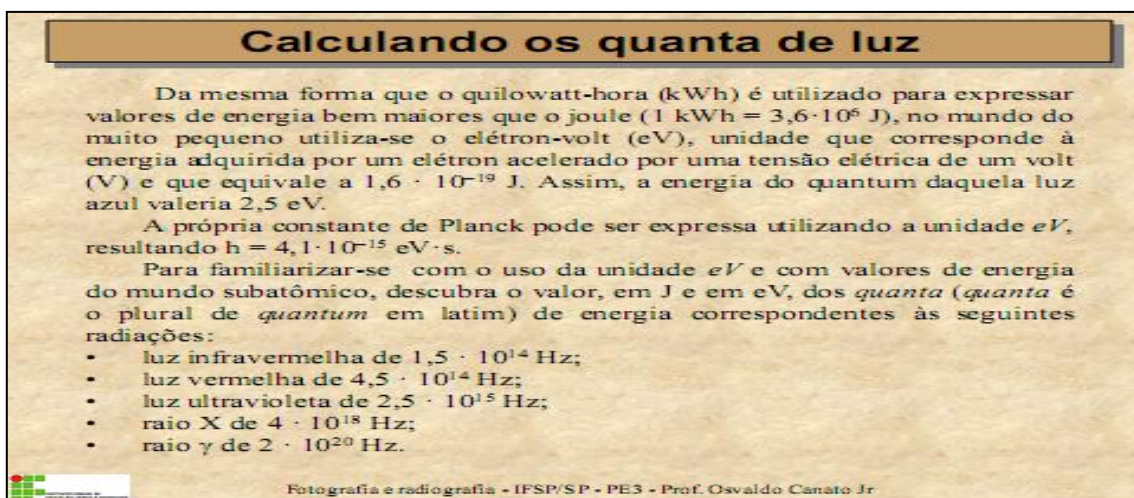 Calculando os quanta de luz
Da mesma forma que o quilowatt-hora (kWh) é utilizado para expressar
valores de energia bem maiores que o joule (1 kWh = 3,6·10⁶ J), no mundo do
muito pequeno utiliza-se o elétron-volt (eV), unidade que corresponde à
energia adquirida por um elétron acelerado por uma tensão elétrica de um volt
(V) e que equivale a 1,6 · 10⁻¹⁹ J. Assim, a energia do quantum daquela luz
azul valeria 2,5 eV.
A própria constante de Planck pode ser expressa utilizando a unidade eV,
resultando h = 4,1·10⁻¹⁵ eV·s.
Para familiarizar-se com o uso da unidade eV e com valores de energia
do mundo subatômico, descubra o valor, em J e em eV, dos quanta (quanta é
o plural de quantum em latim) de energia correspondentes às seguintes
radiações:
• luz infravermelha de 1,5 · 10¹⁴ Hz;
• luz vermelha de 4,5 · 10¹⁴ Hz;
• luz ultravioleta de 2,5 · 10¹⁵ Hz;
• raio X de 4 · 10¹⁸ Hz;
• raio γ de 2 · 10²⁰ Hz.
Fotografia e radiografia - IFSP/SP - PE3 - Prof. Osvaldo Canato Jr